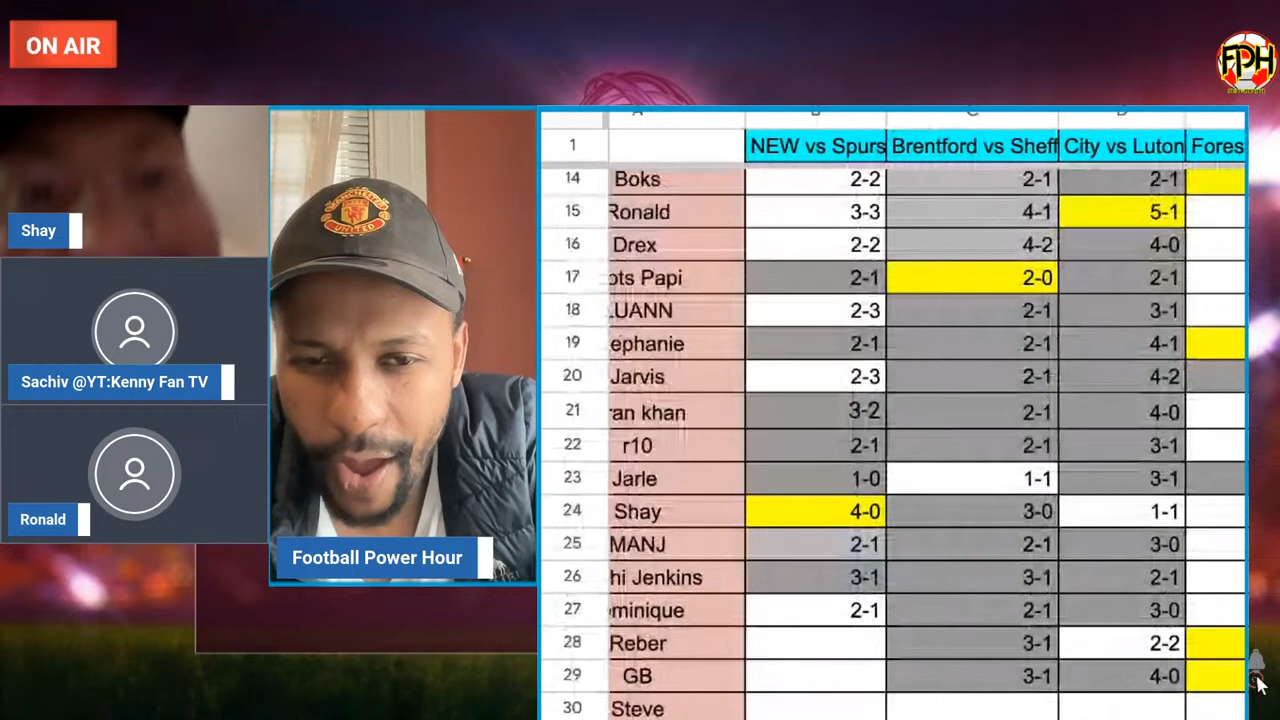 ON AIR
FPH
Shay
Sachiv @YT:Kenny Fan TV
Ronald
MANCHESTER
UNITED
Football Power Hour
1 NEW vs Spurs Brentford vs Sheff City vs Luton Fores
14 Boks 2-2 2-1 2-1
15 Ronald 3-3 4-1 5-1
16 Drex 2-2 4-2 4-0
17 ots Papi 2-1 2-0 2-1
18 LUANN 2-3 2-1 3-1
19 ephanie 2-1 2-1 4-1
20 Jarvis 2-3 2-1 4-2
21 ran khan 3-2 2-1 4-0
22 r10 2-1 2-1 3-1
23 Jarle 1-0 1-1 3-1
24 Shay 4-0 3-0 1-1
25 MANJ 2-1 2-1 3-0
26 hi Jenkins 3-1 3-1 2-1
27 minique 2-1 2-1 3-0
28 Reber 3-1 2-2
29 GB 3-1 4-0
30 Steve